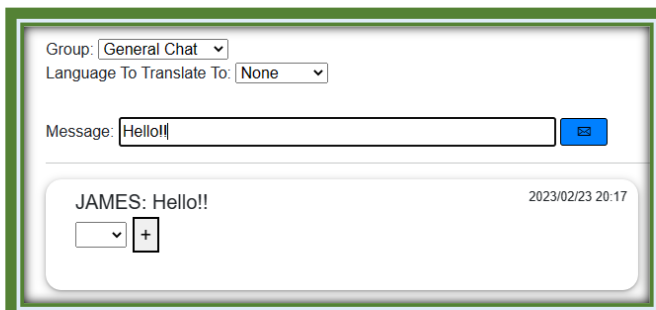 Group: General Chat
Language To Translate To: None
Message: Hello!!
JAMES: Hello!! 2023/02/23 20:17
+